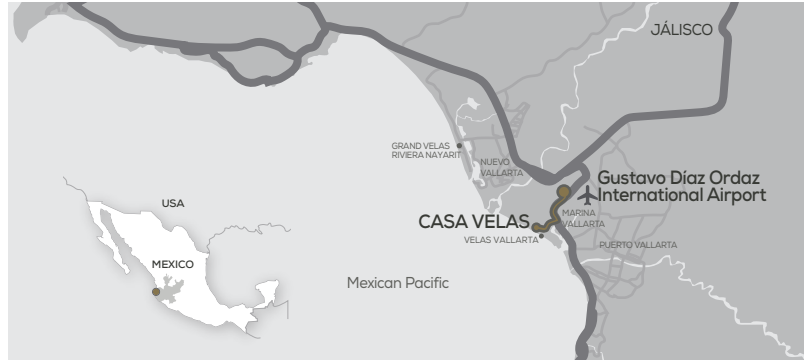 JÁLISCO
GRAND VELAS
RIVIERA NAYARIT
NUEVO
VALLARTA
Gustavo Díaz Ordaz
International Airport
CASA VELAS
MARINA
VALLARTA
VELAS VALLARTA
PUERTO VALLARTA
Mexican Pacific
USA
MEXICO